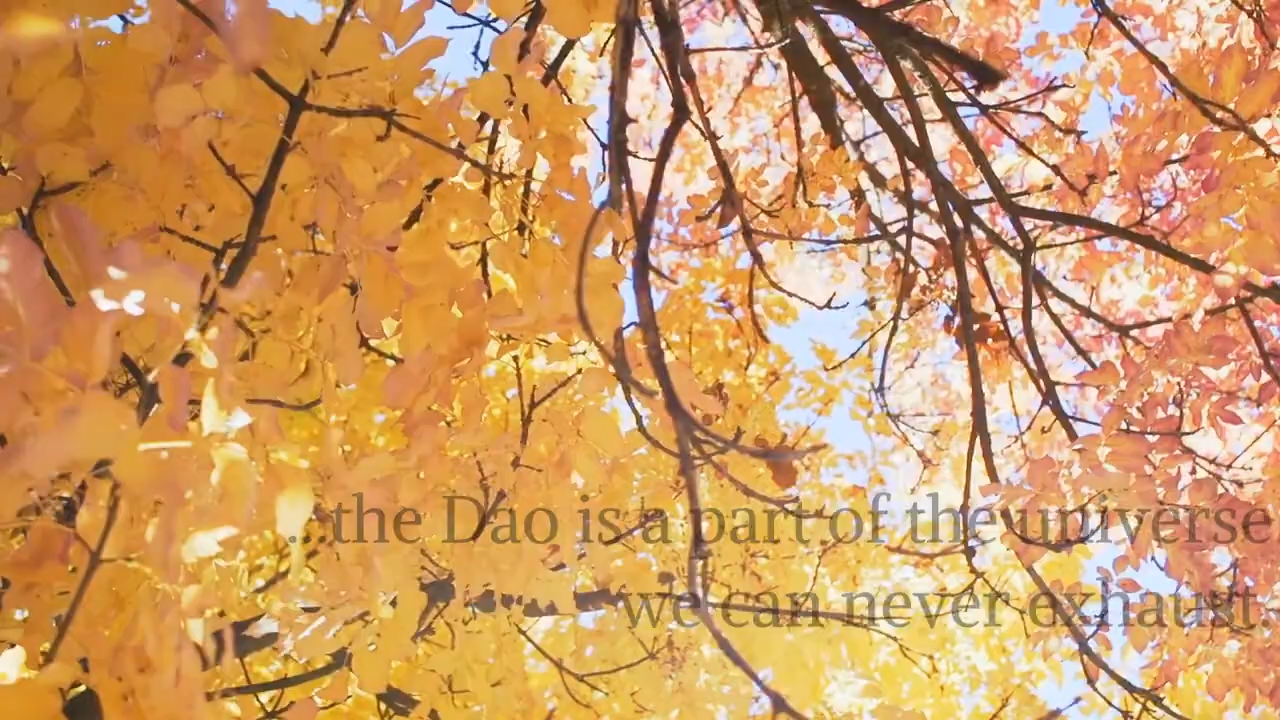 ...the Dao is a part of the universe
we can never exhaust.